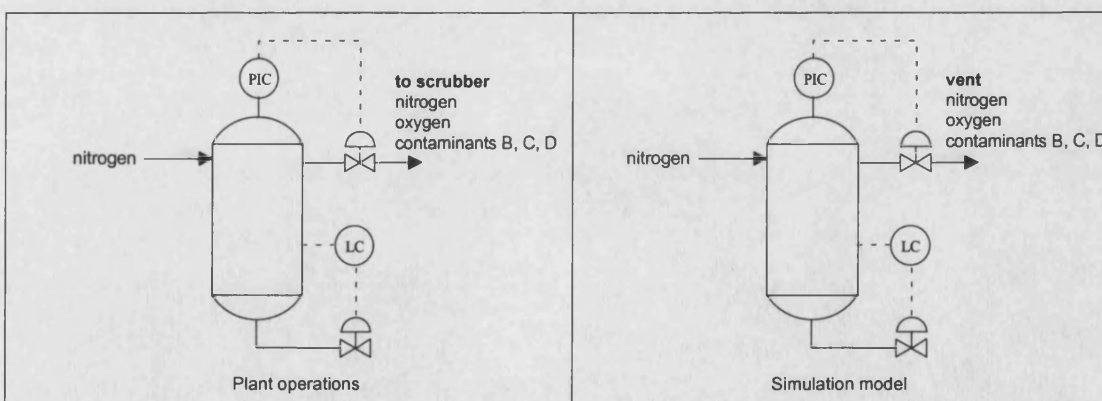 PIC
to scrubber
nitrogen
oxygen
contaminants B, C, D
nitrogen
LC
Plant operations
PIC
vent
nitrogen
oxygen
contaminants B, C, D
nitrogen
LC
Simulation model